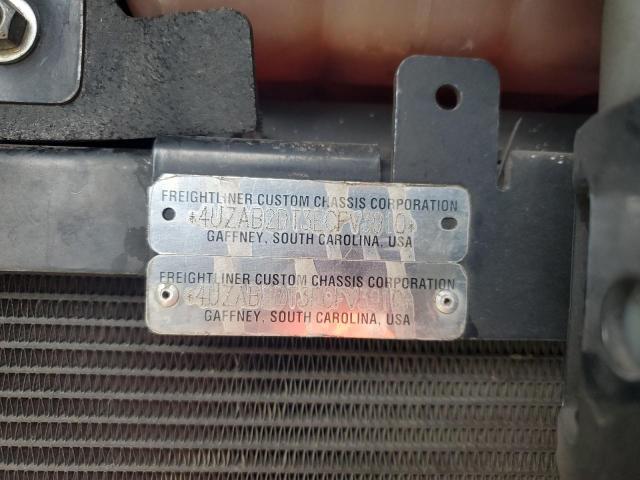 FREIGHTLINER CUSTOM CHASSIS CORPORATION
GAFFNEY, SOUTH CAROLINA, USA
FREIGHTLINER CUSTOM CHASSIS CORPORATION
GAFFNEY, SOUTH CAROLINA, USA